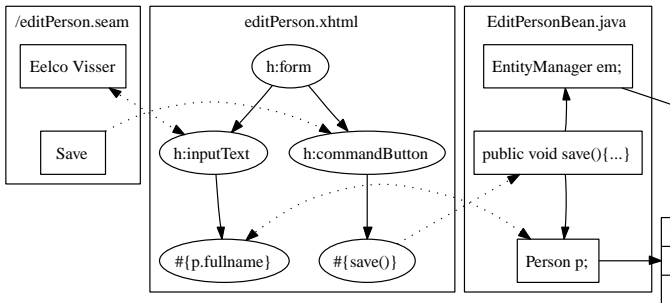 /editPerson.seam
Eelco Visser
Save
editPerson.xhtml
h:form
h:inputText
h:commandButton
#{p.fullname}
#{save()}
EditPersonBean.java
EntityManager em;
public void save(){...}
Person p;